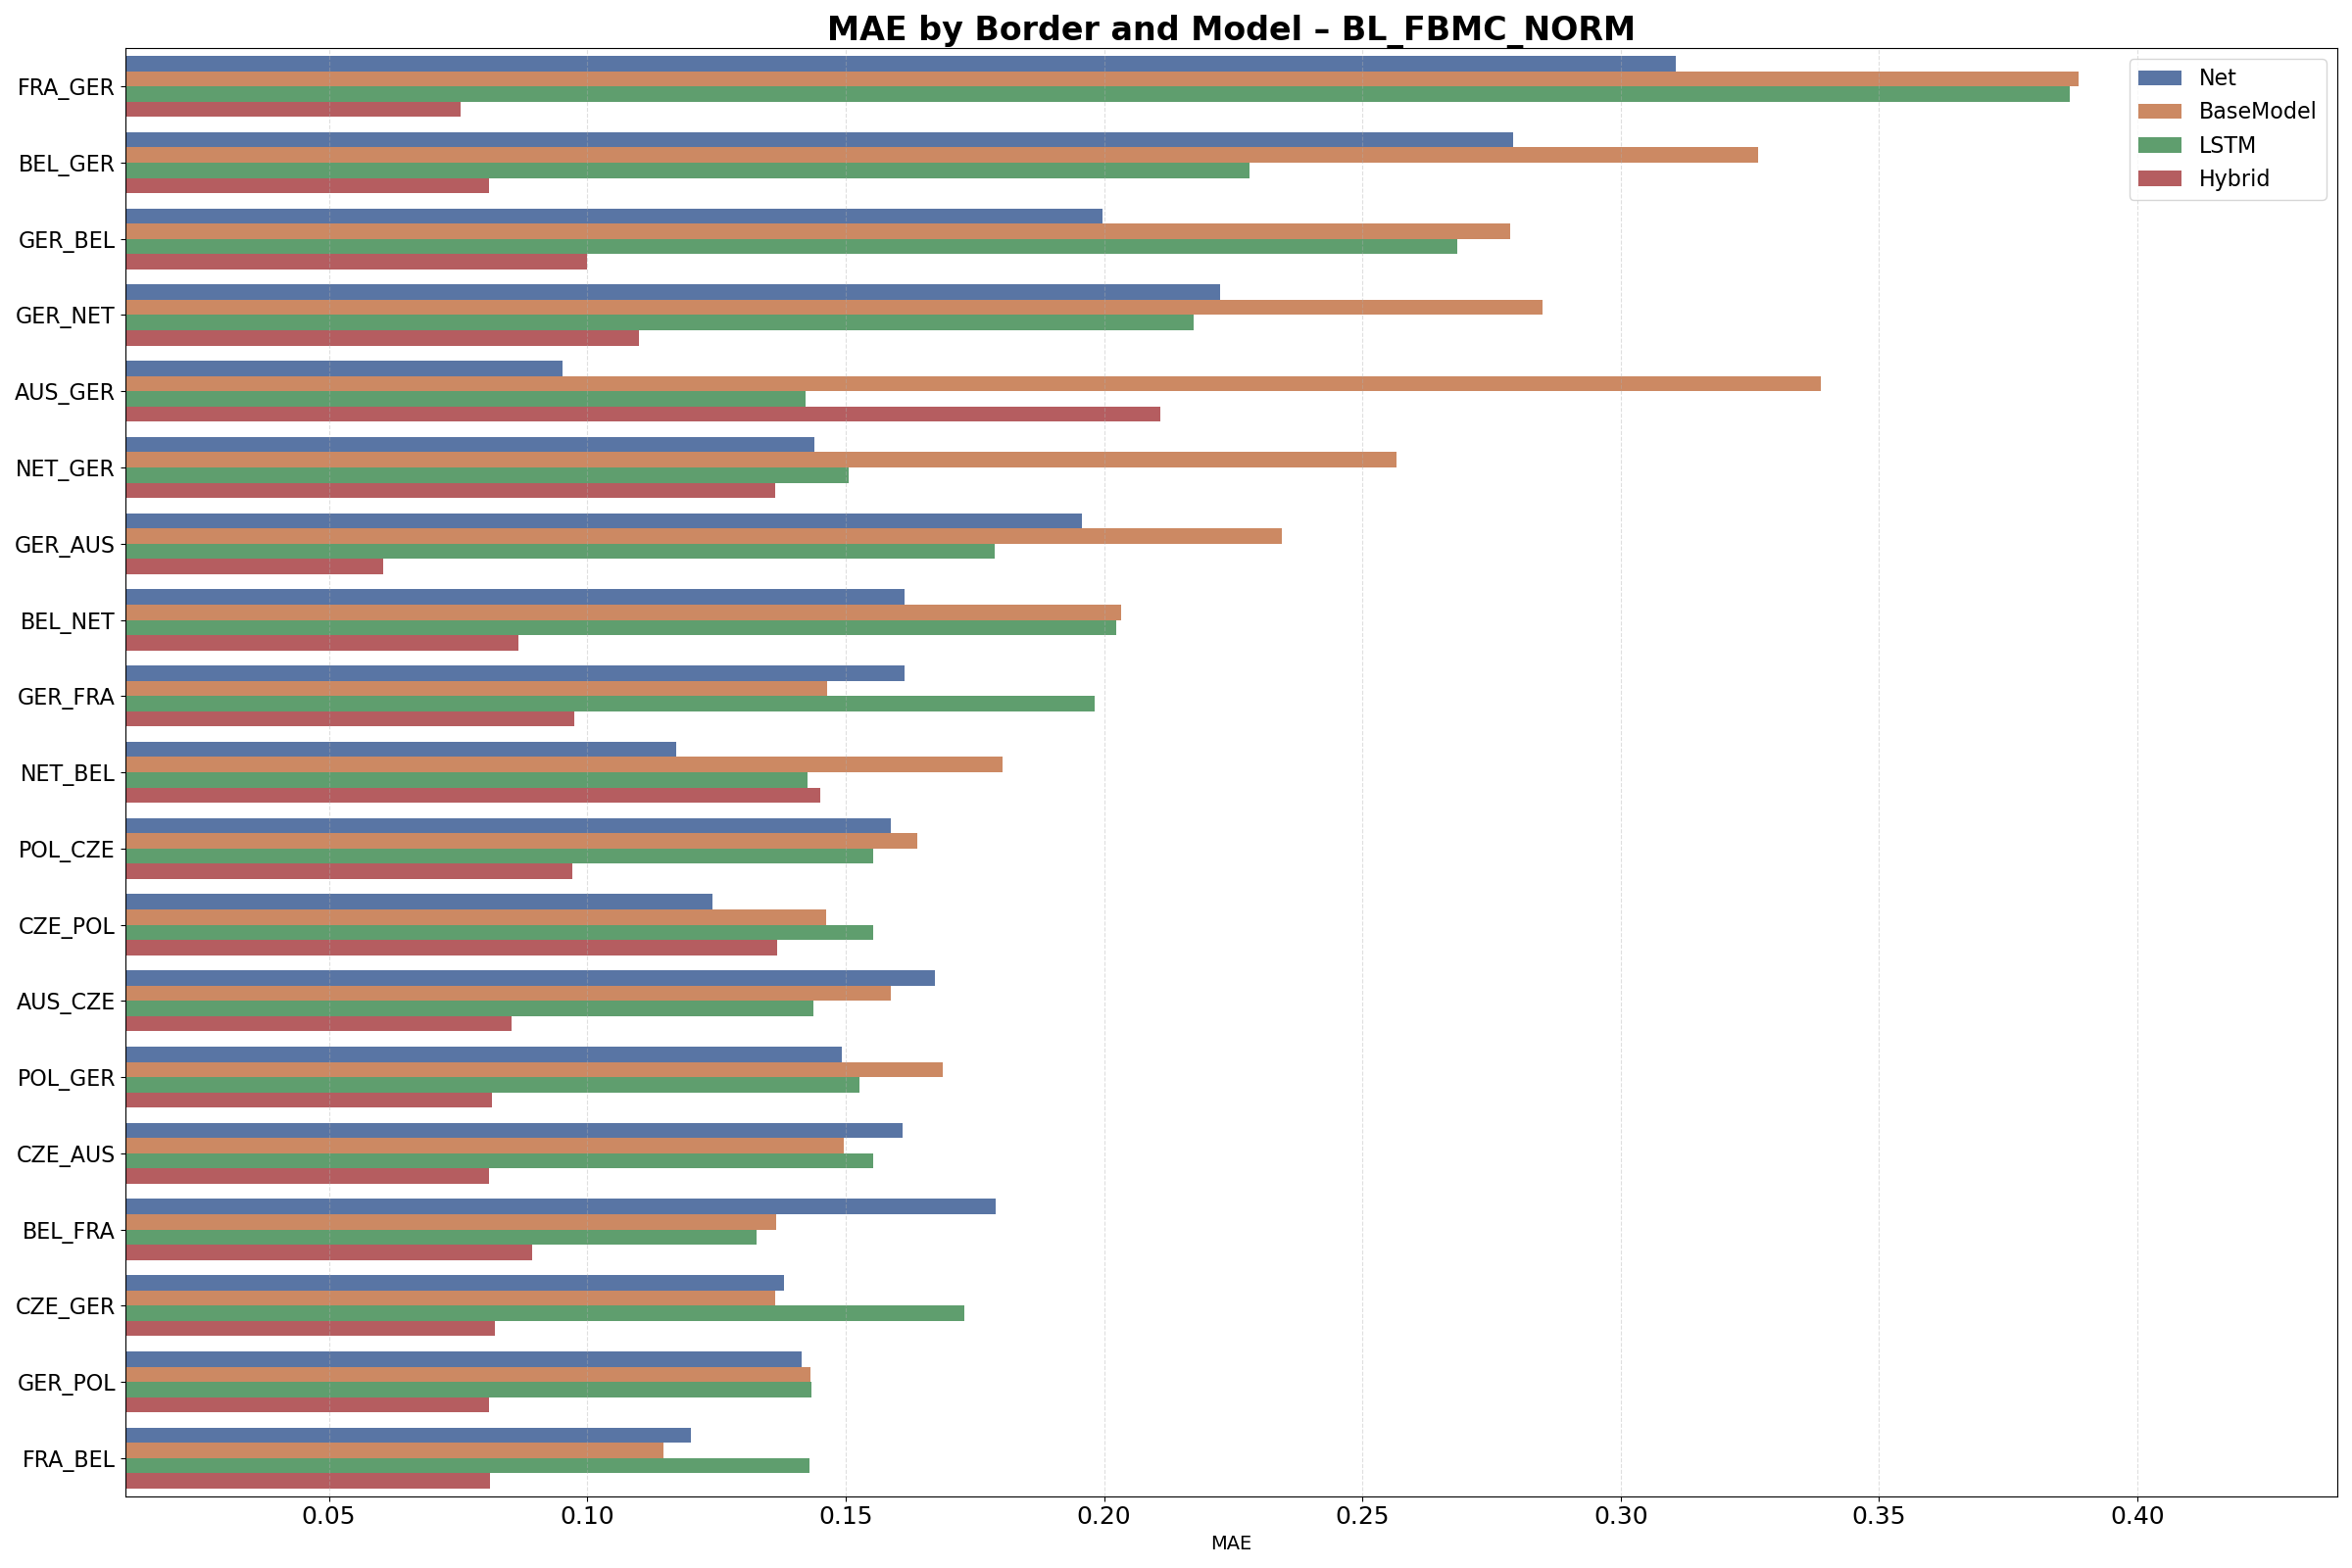 MAE by Border and Model – BL_FBMC_NORM
Net
BaseModel
LSTM
Hybrid
FRA_GER
BEL_GER
GER_BEL
GER_NET
AUS_GER
NET_GER
GER_AUS
BEL_NET
GER_FRA
NET_BEL
POL_CZE
CZE_POL
AUS_CZE
POL_GER
CZE_AUS
BEL_FRA
CZE_GER
GER_POL
FRA_BEL
0.05 0.10 0.15 0.20 0.25 0.30 0.35 0.40
MAE